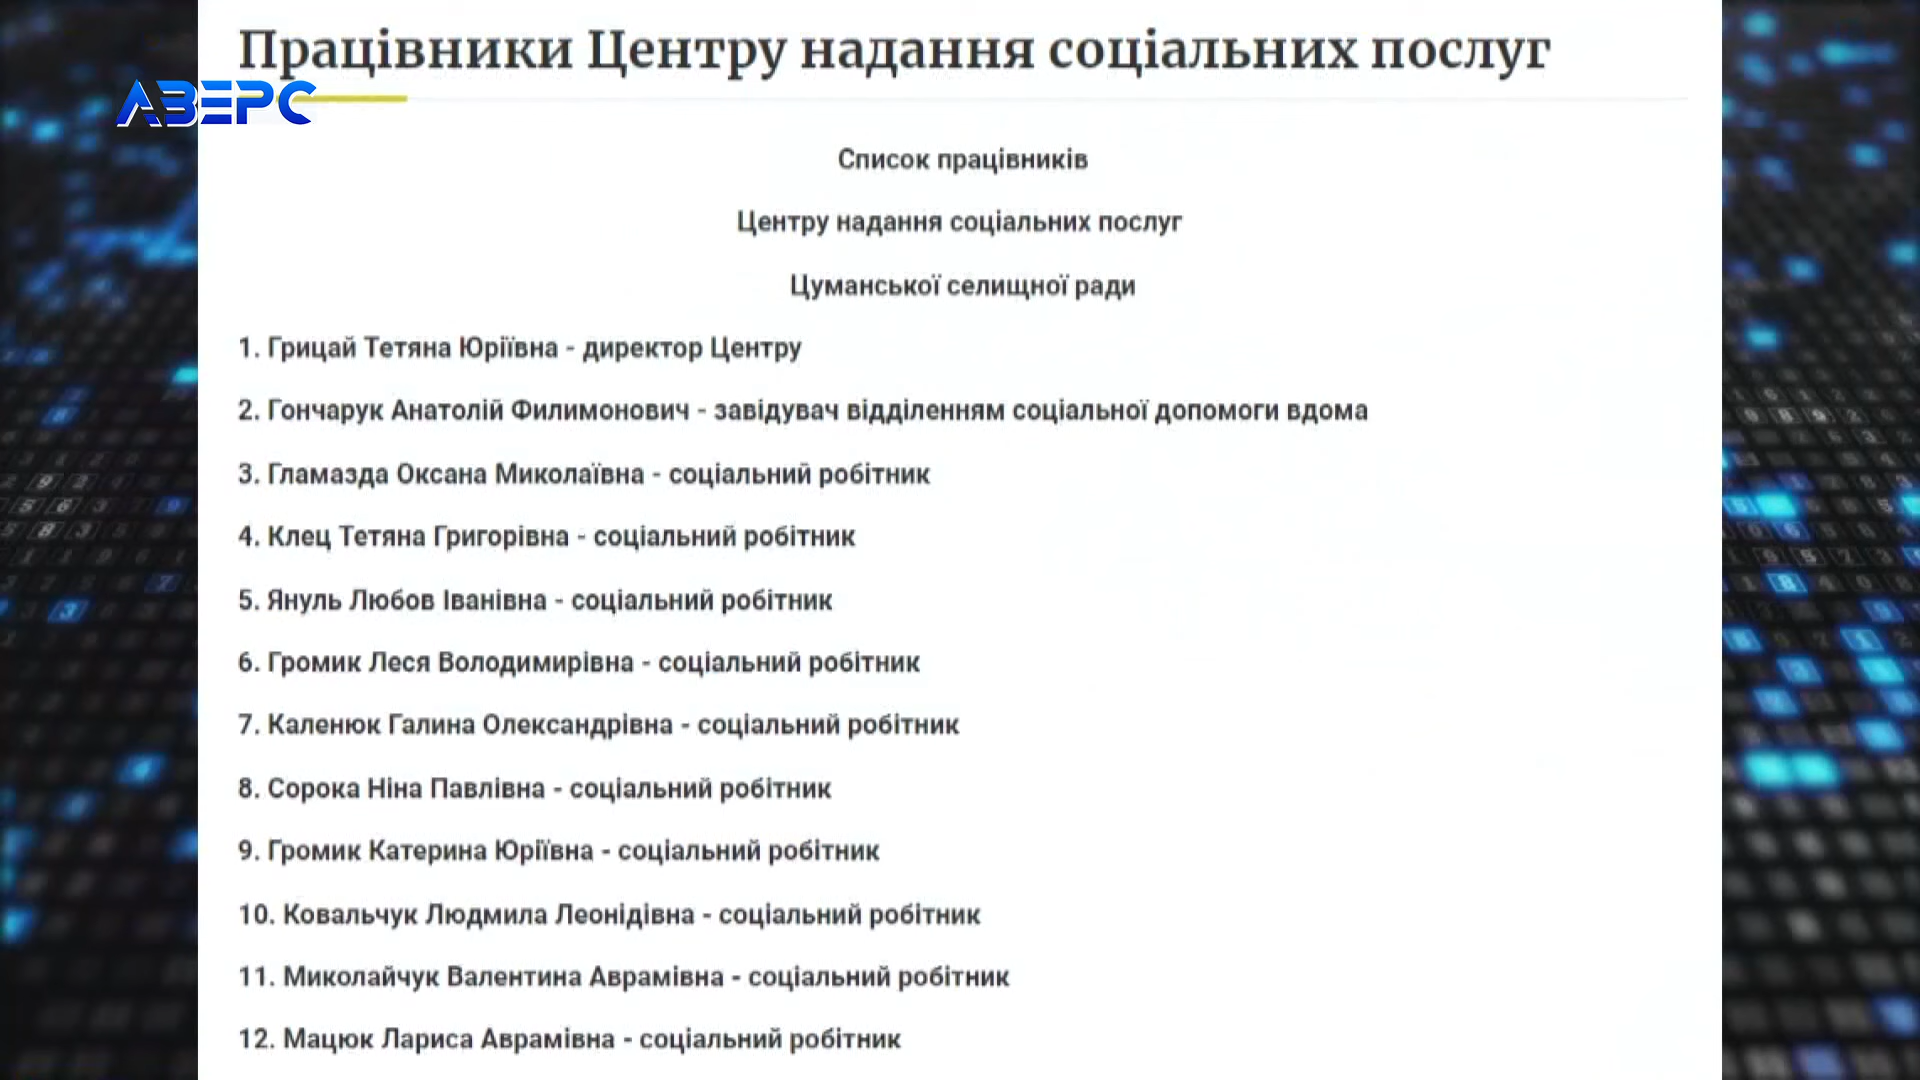 Працівники Центру надання соціальних послуг
АВЕРС
Список працівників
Центру надання соціальних послуг
Цуманської селищної ради
1. Грицай Тетяна Юріївна - директор Центру
2. Гончарук Анатолій Филимонович - завідувач відділенням соціальної допомоги вдома
3. Гламазда Оксана Миколаївна - соціальний робітник
4. Клец Тетяна Григорівна - соціальний робітник
5. Януль Любов Іванівна - соціальний робітник
6. Громик Леся Володимирівна - соціальний робітник
7. Каленюк Галина Олександрівна - соціальний робітник
8. Сорока Ніна Павлівна - соціальний робітник
9. Громик Катерина Юріївна - соціальний робітник
10. Ковальчук Людмила Леонідівна - соціальний робітник
11. Миколайчук Валентина Аврамівна - соціальний робітник
12. Мацюк Лариса Аврамівна - соціальний робітник